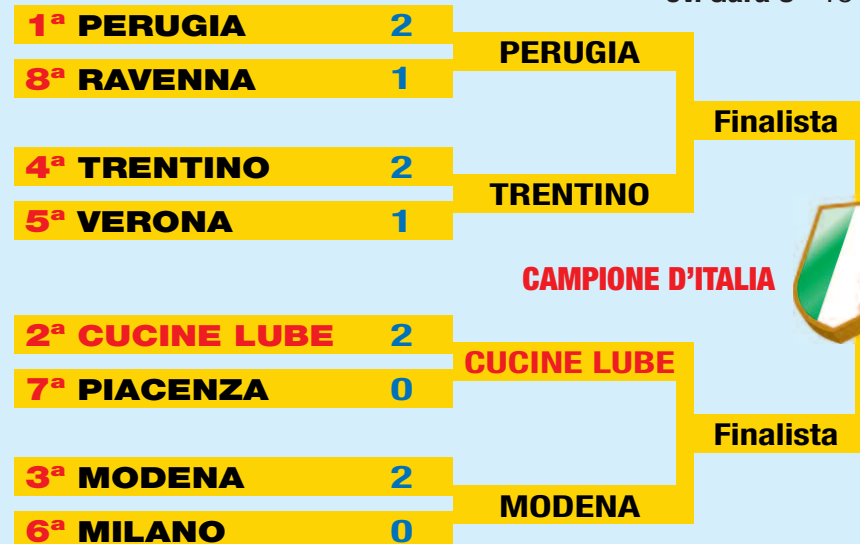 1ª PERUGIA 2
PERUGIA
8ª RAVENNA 1
Finalista
4ª TRENTINO 2
TRENTINO
5ª VERONA 1
CAMPIONE D'ITALIA
2ª CUCINE LUBE 2
CUCINE LUBE
7ª PIACENZA 0
Finalista
3ª MODENA 2
MODENA
6ª MILANO 0